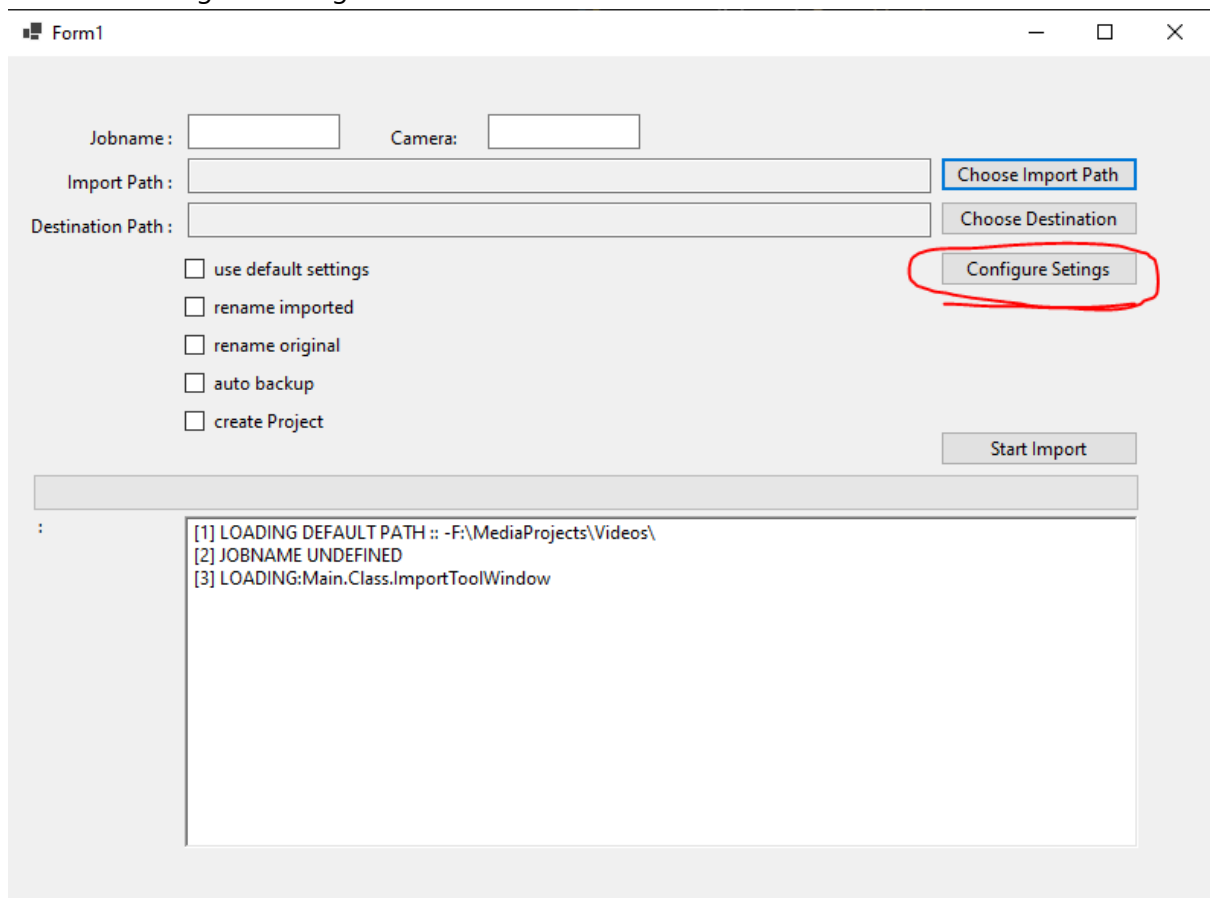 Form1
Jobname :
Camera:
Import Path :
Choose Import Path
Destination Path :
Choose Destination
use default settings
Configure Setings
rename imported
rename original
auto backup
create Project
Start Import
:
[1] LOADING DEFAULT PATH :: -F:\MediaProjects\Videos\
[2] JOBNAME UNDEFINED
[3] LOADING:Main.Class.ImportToolWindow